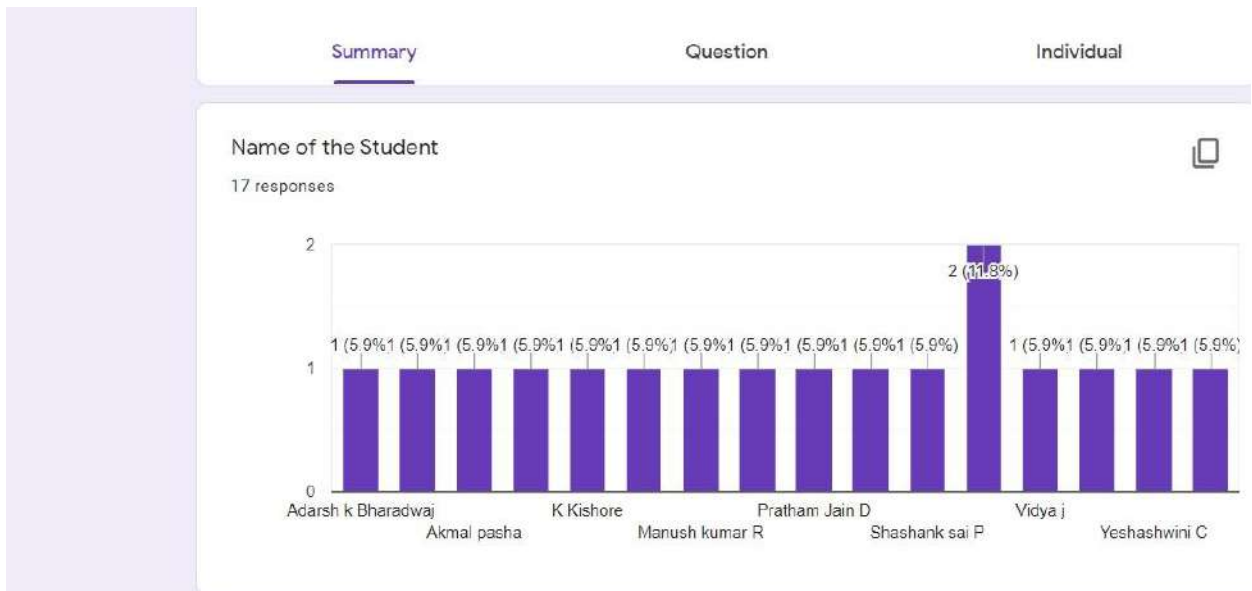 Summary Question Individual
Name of the Student
17 responses
2
2 (11.8%)
1 (5.9%1 (5.9%)1 (5.9%1 (5.9%1 (5.9%1 (5.9%)1 (5.9%1 (5.9%)1 (5.9%1 (5.9%1 (5.9%) 1 (5.9%)1 (5.9%)1 (5.9%1 (5.9%)
1
0
Adarsh k Bharadwaj K Kishore Pratham Jain D Vidya j
Akmal pasha Manush kumar R Shashank sai P Yeshashwini C